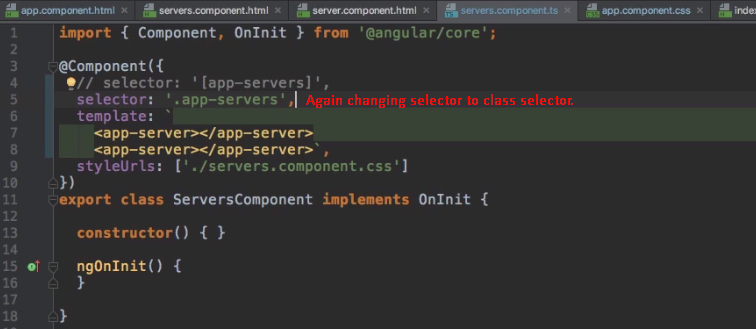 app.component.html × servers.component.html × server.component.html × servers.component.ts × app.component.css × index
1 import { Component, OnInit } from '@angular/core';
2
3 @Component({
4 // selector: '[app-servers]',
5 selector: '.app-servers', Again changing selector to class selector.
6 template: `
7 <app-server></app-server>
8 <app-server></app-server>`,
9 styleUrls: ['./servers.component.css']
10 })
11 export class ServersComponent implements OnInit {
12
13 constructor() { }
14
15 ngOnInit() {
16 }
17
18 }